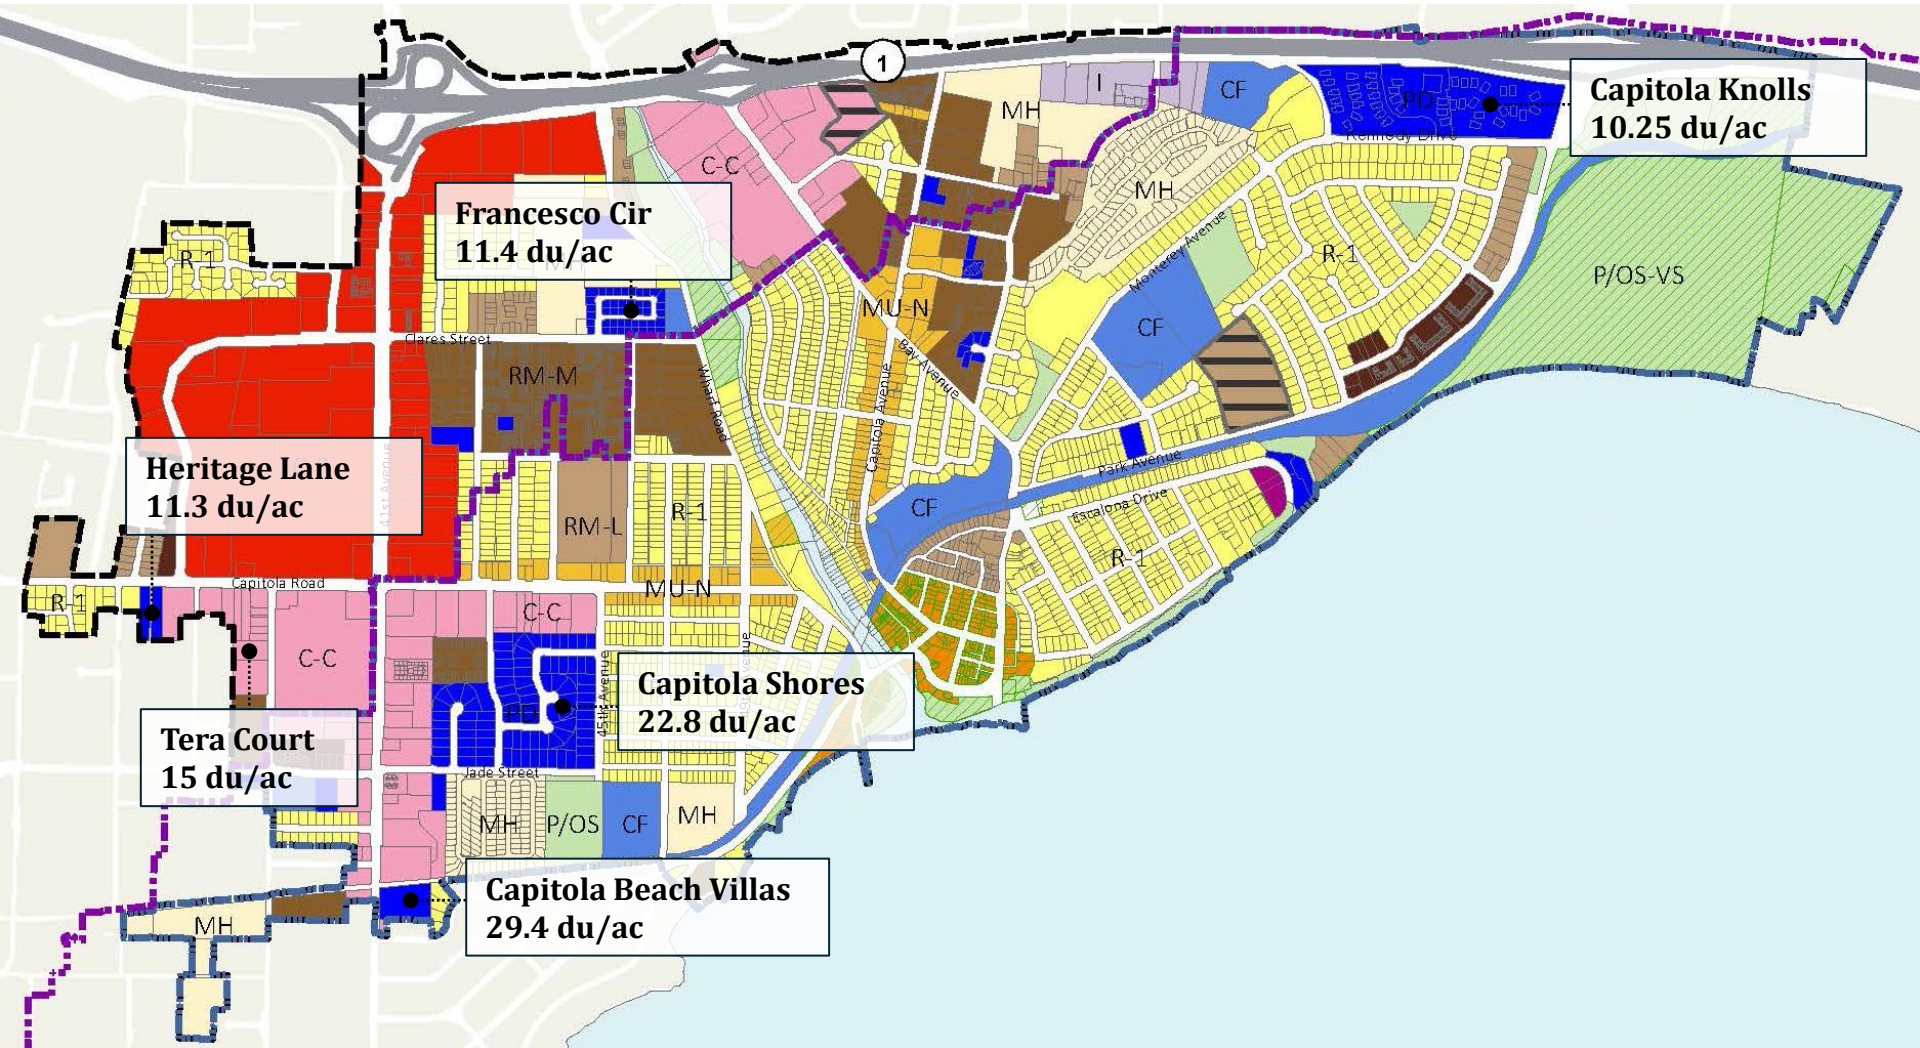 1
Capitola Knolls
10.25 du/ac
PD
Kennedy Drive
CF
I
MH
C-C
MH
Francesco Cir
11.4 du/ac
R-1
Monterey Avenue
R-1
P/OS-VS
MU-N
CF
Clares Street
Bay Avenue
RM-M
Wharf Road
Capitola Avenue
Heritage Lane
11.3 du/ac
41st Avenue
Park Avenue
Escalona Drive
CF
RM-L
R-1
R-1
Capitola Road
MU-N
R-1
C-C
C-C
Capitola Shores
22.8 du/ac
PD
45th Avenue
Tera Court
15 du/ac
Jade Street
MH
P/OS
CF
MH
Capitola Beach Villas
29.4 du/ac
MH